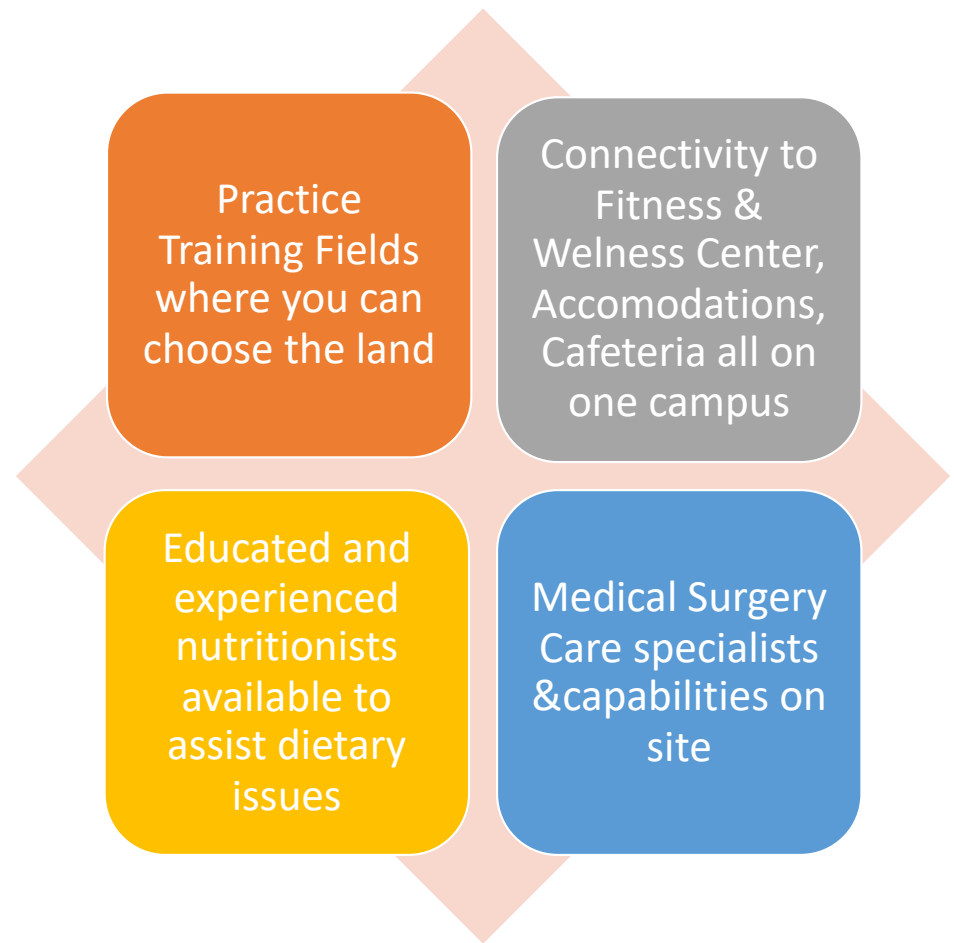 Practice
Training Fields
where you can
choose the land
Connectivity to
Fitness &
Welness Center,
Accomodations,
Cafeteria all on
one campus
Educated and
experienced
nutritionists
available to
assist dietary
issues
Medical Surgery
Care specialists
&capabilities on
site